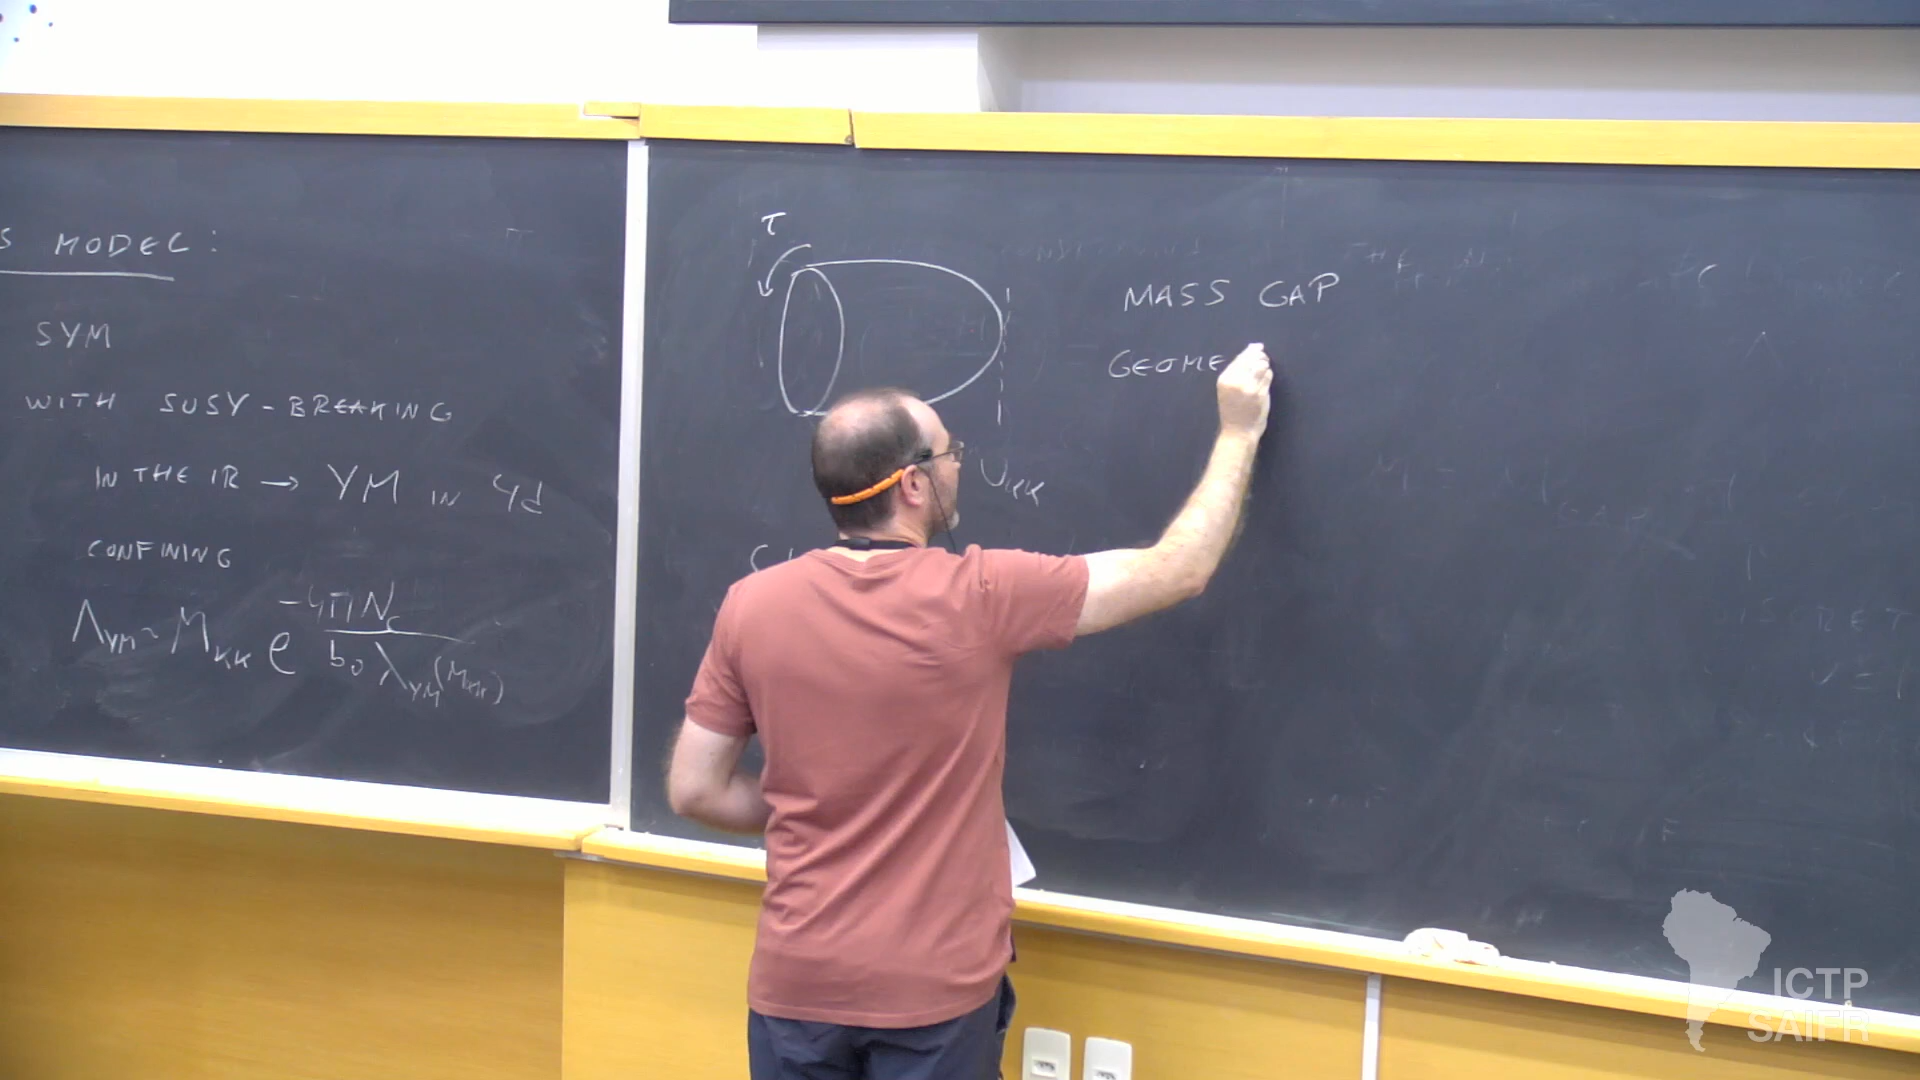 S MODEL:
SYM
WITH SUSY-BREAKING
IN THE IR → YM IN 4d
CONFINING
Λ_YM ~ M_KK e^{-4πN_c / b_0 λ_YM(M_KK)}
τ
U_KK
MASS GAP
GEOME
ICTP
SAIFR